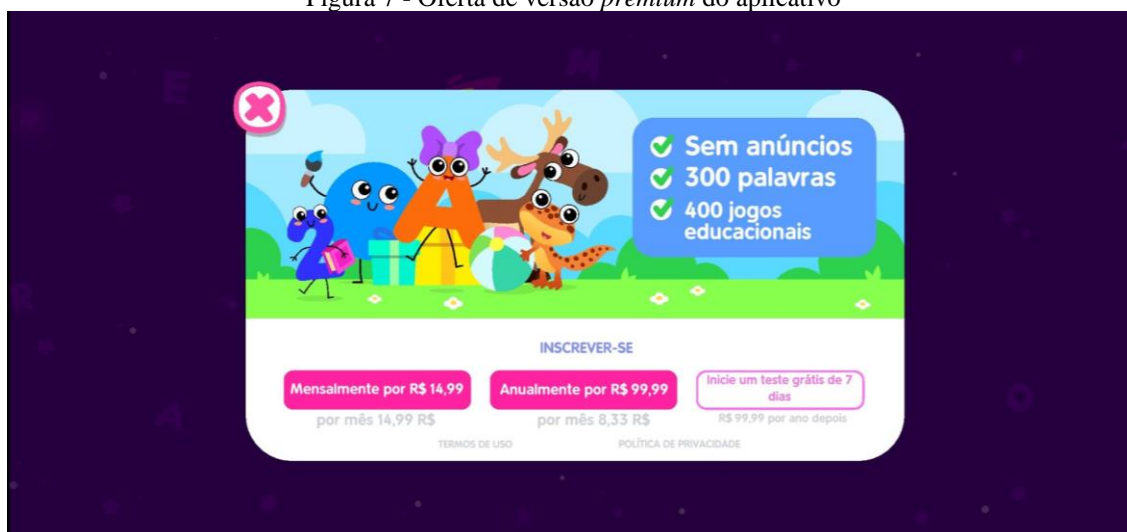 Figura 7 - Oferta de versão premium do aplicativo
E
M
Sem anúncios
300 palavras
400 jogos
educacionais
R
A
O
2
A
INSCREVER-SE
Mensalmente por R$ 14,99
Anualmente por R$ 99,99
Inicie um teste grátis de 7
dias
por mês 14,99 R$
por mês 8,33 R$
R$ 99,99 por ano depois
TERMOS DE USO
POLÍTICA DE PRIVACIDADE